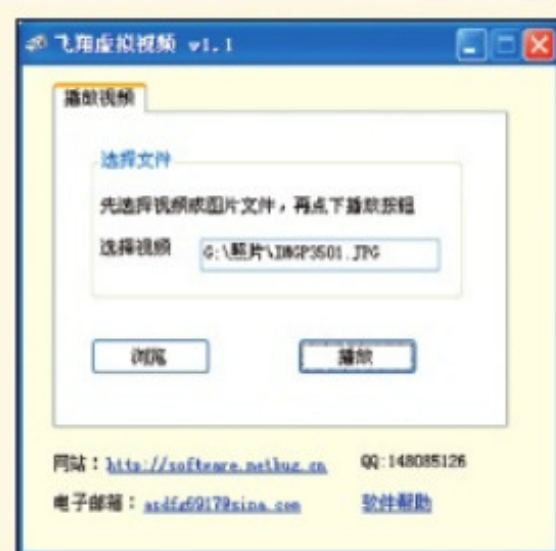 飞翔虚拟视频 v1.1
播放视频
选择文件
先选择视频或图片文件，再点下播放按钮
选择视频 G:\照片\IMGP3501.JPG
浏览 播放
网站：http://software.netbug.cn QQ:148085126
电子邮箱：asdfg6917@sina.com 软件帮助